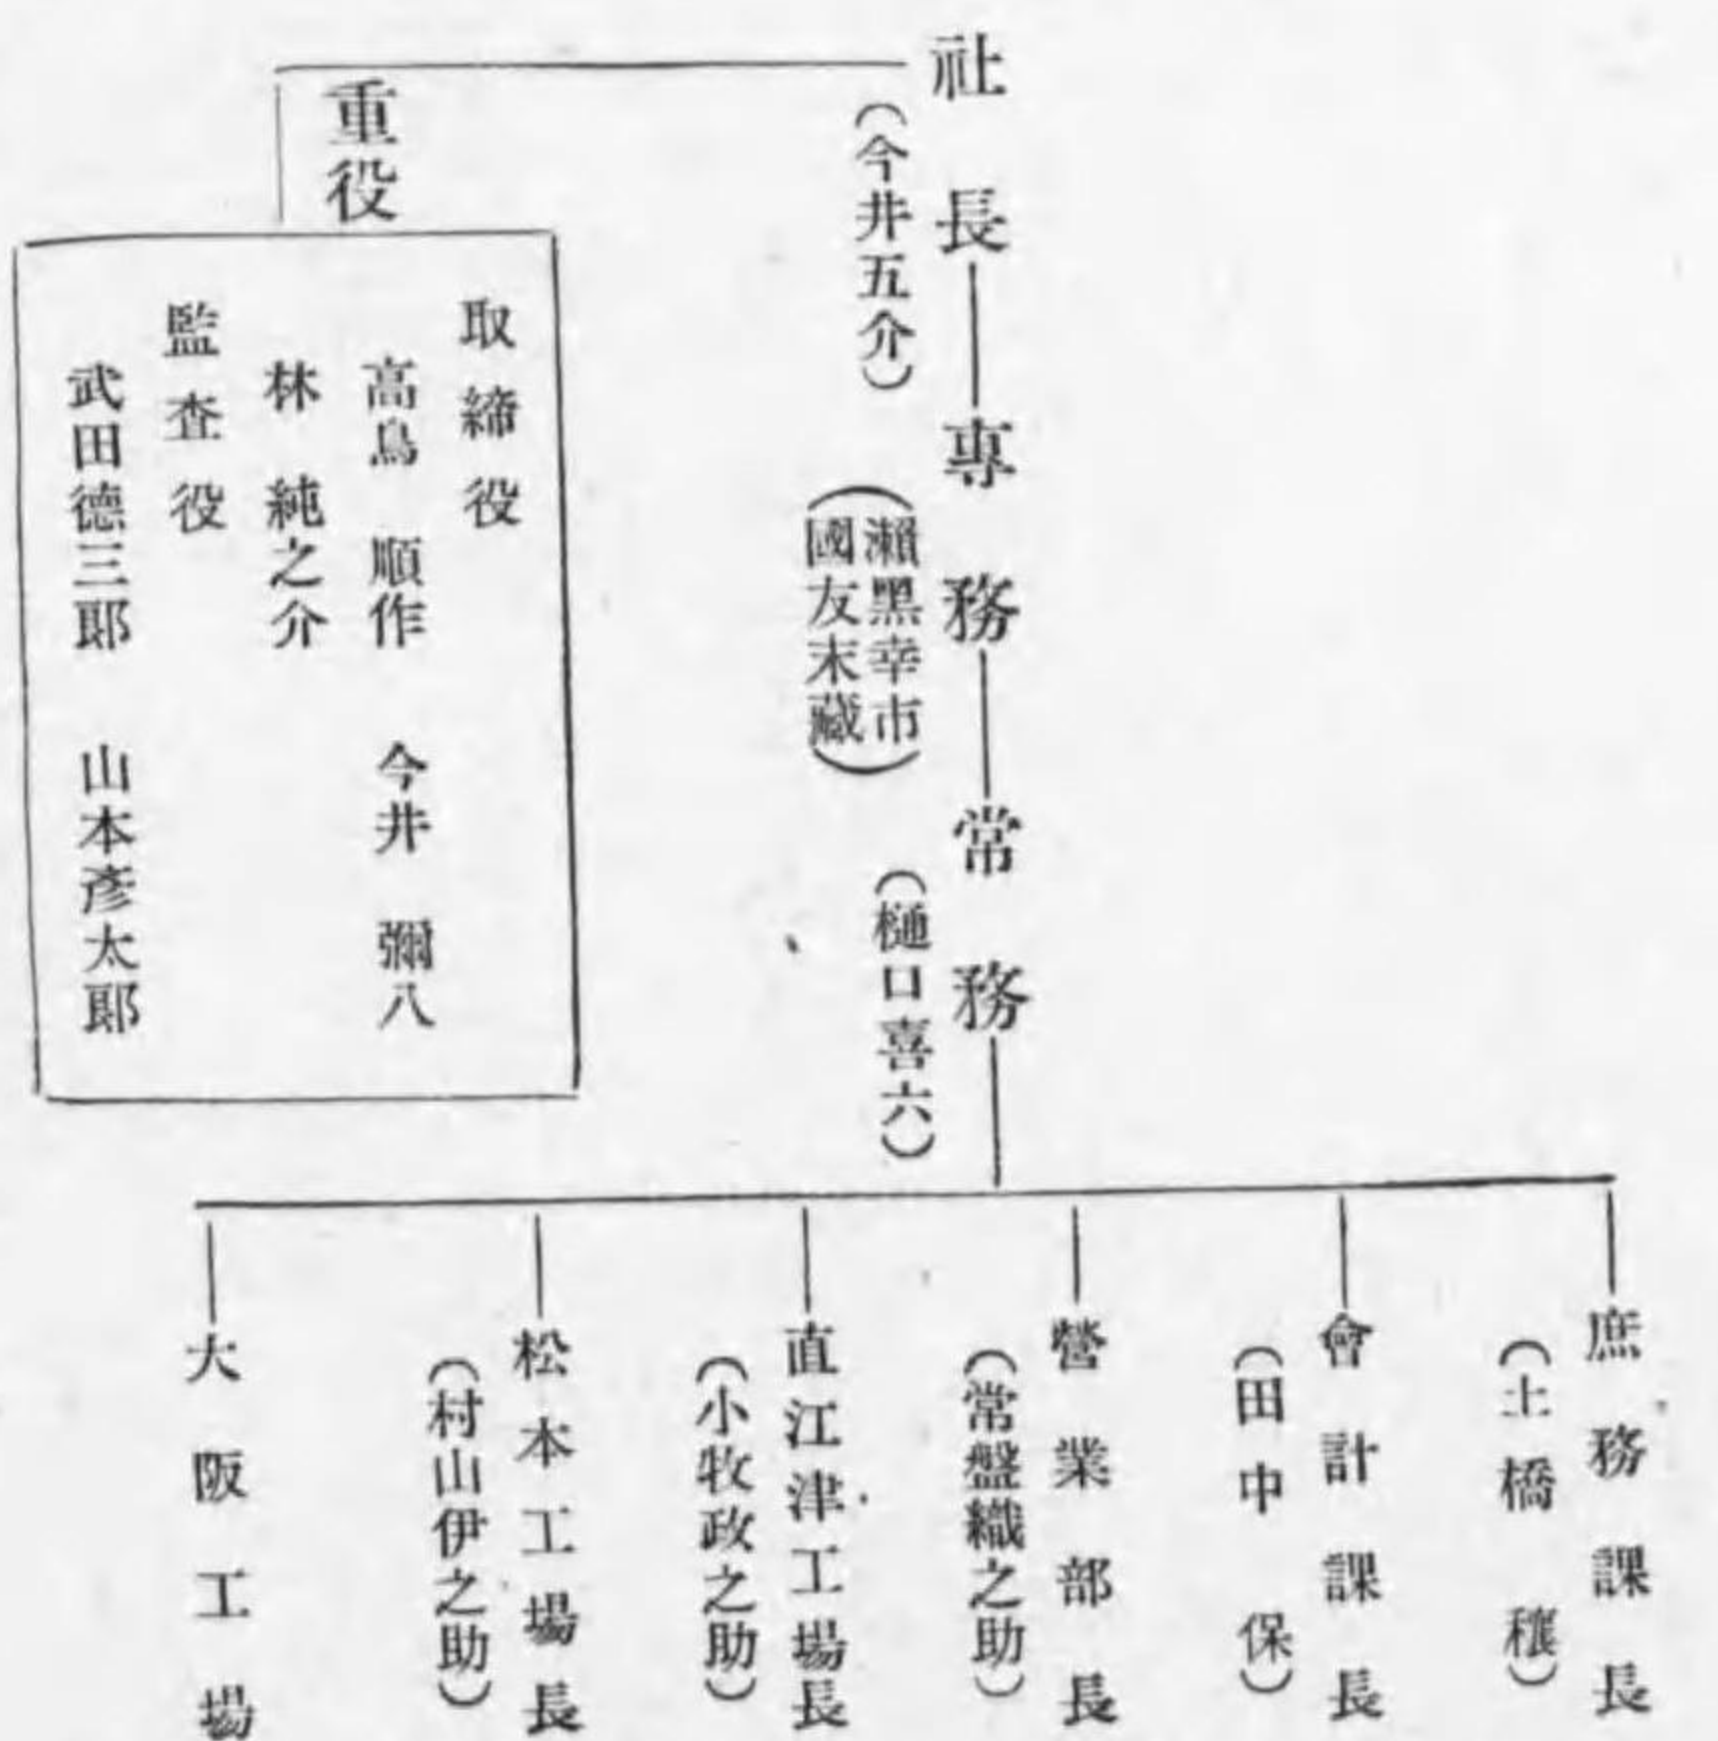 社長―專務―常務
(今井五介)
(瀨黑幸市
國友末藏)
(樋口喜六)
重役
取締役
高鳥順作 今井彌八
林純之介
監査役
武田德三郞 山本彥太郞
庶務課長
(土橋穰)
會計課長
(田中保)
營業部長
(常盤織之助)
直江津工場長
(小牧政之助)
松本工場長
(村山伊之助)
大阪工場